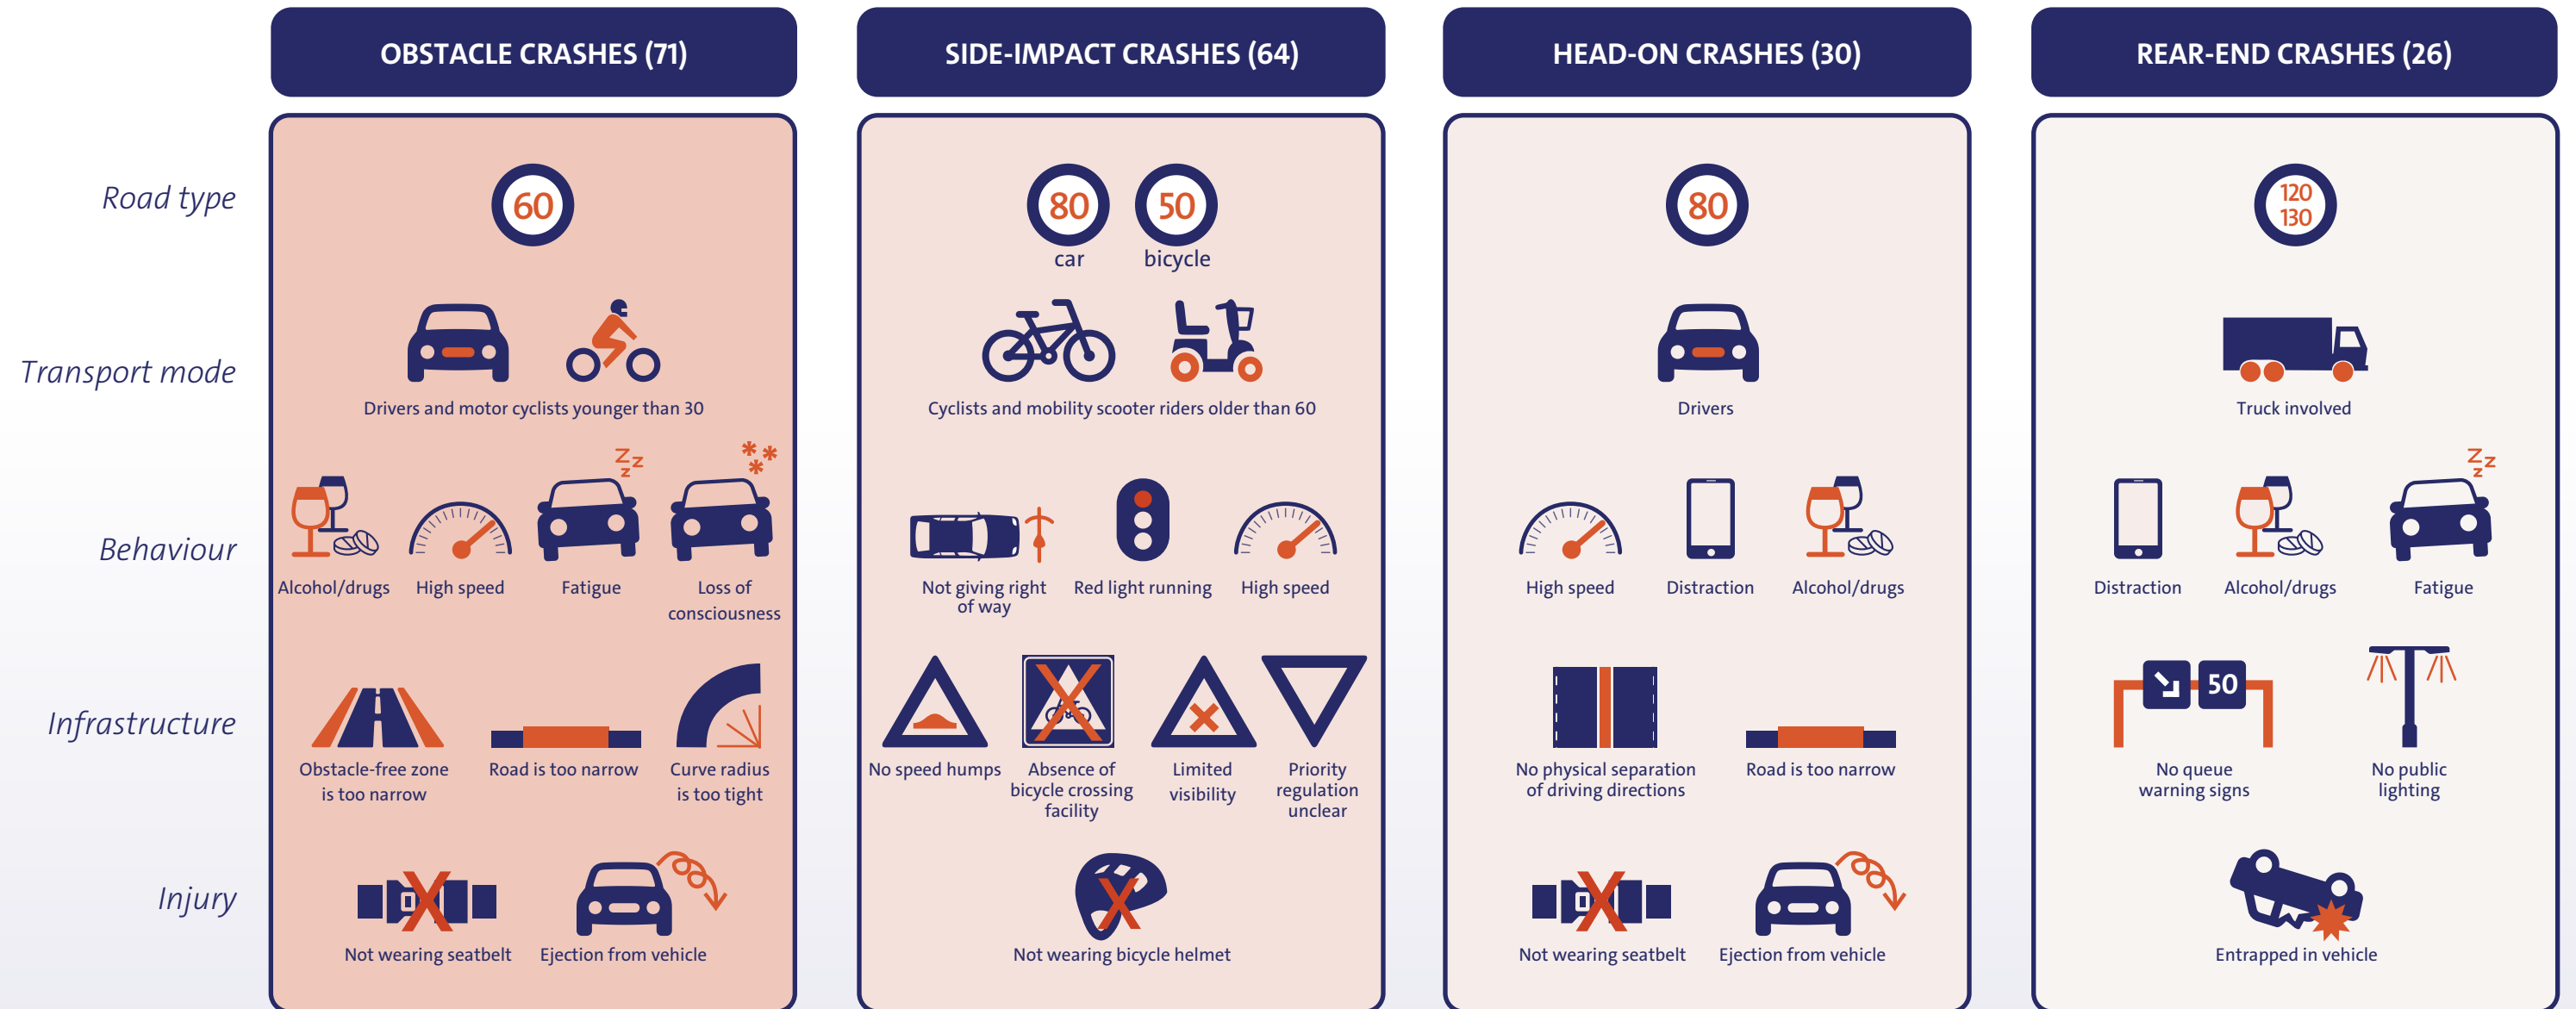 OBSTACLE CRASHES (71)
SIDE-IMPACT CRASHES (64)
HEAD-ON CRASHES (30)
REAR-END CRASHES (26)
Road type
60
80
50
car
bicycle
80
120
130
Transport mode
Drivers and motor cyclists younger than 30
Cyclists and mobility scooter riders older than 60
Drivers
Truck involved
Behaviour
z z
z
Alcohol/drugs
High speed
Fatigue
Loss of
consciousness
Not giving right
of way
Red light running
High speed
High speed
Distraction
Alcohol/drugs
z z
z
Distraction
Alcohol/drugs
Fatigue
Infrastructure
Obstacle-free zone
is too narrow
Road is too narrow
Curve radius
is too tight
No speed humps
Absence of
bicycle crossing
facility
Limited
visibility
Priority
regulation
unclear
No physical separation
of driving directions
Road is too narrow
50
No queue
warning signs
No public
lighting
Injury
Not wearing seatbelt
Ejection from vehicle
Not wearing bicycle helmet
Not wearing seatbelt
Ejection from vehicle
Entrapped in vehicle